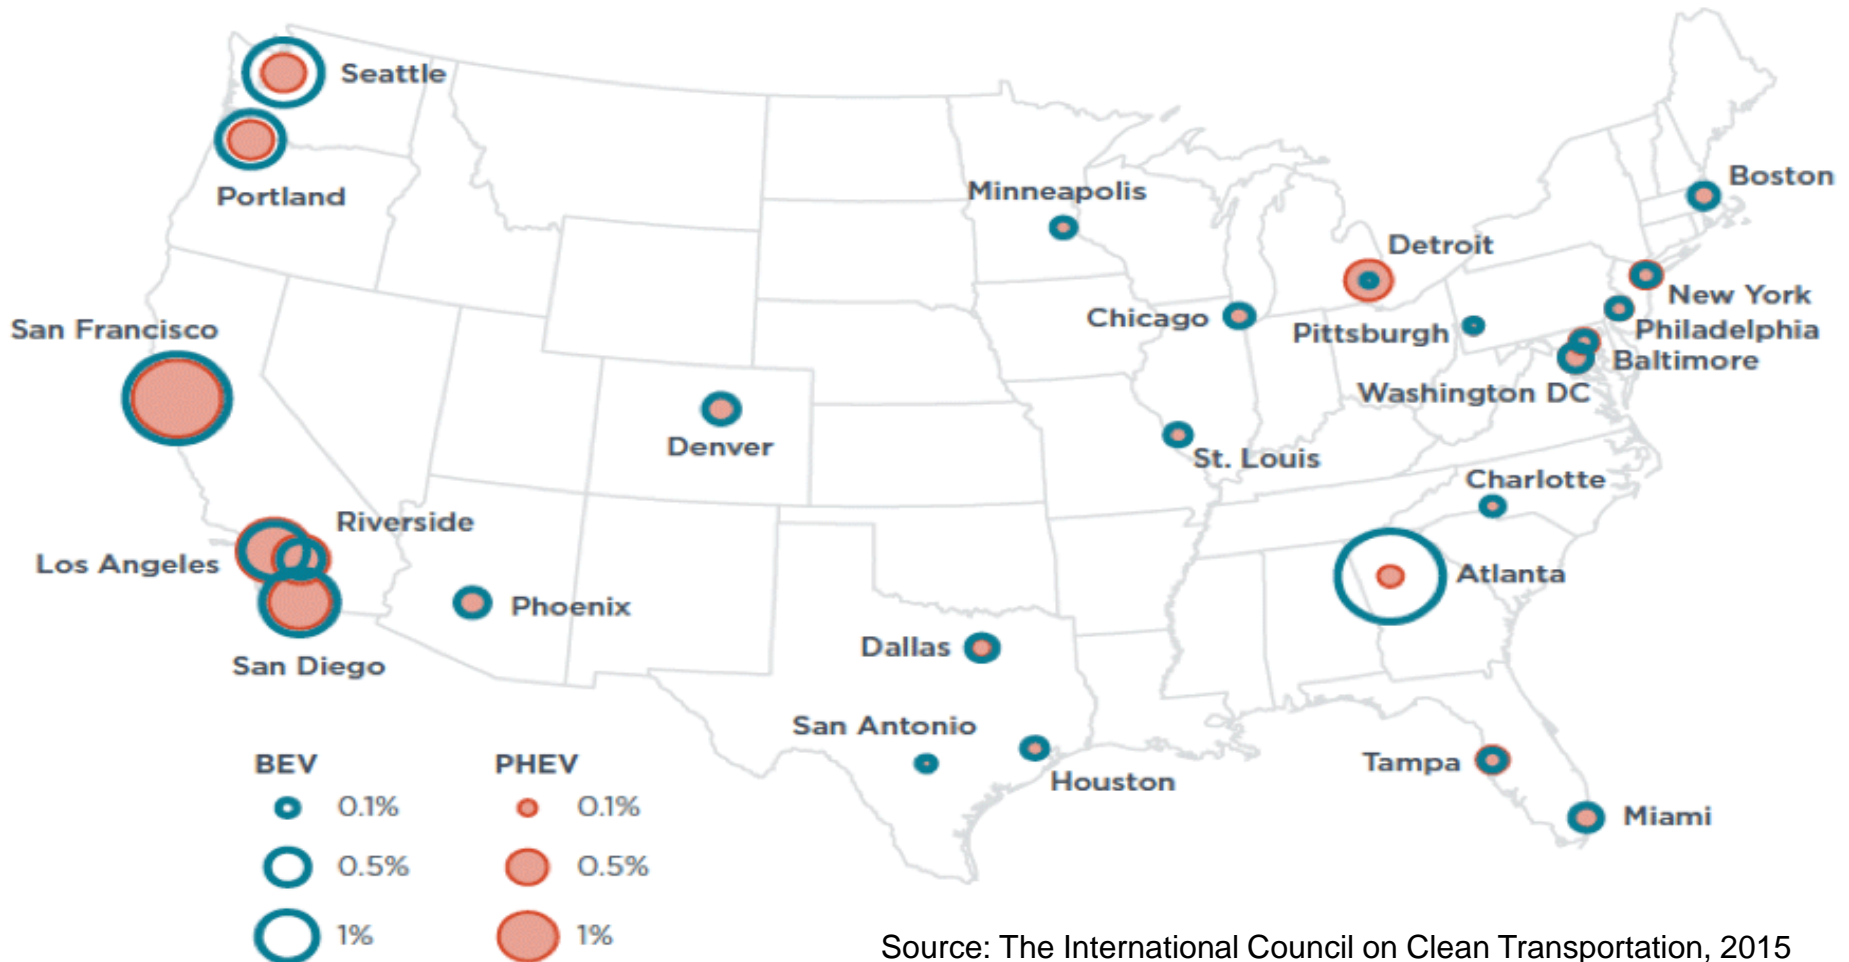 Seattle
Portland
Minneapolis
Boston
Detroit
New York
San Francisco
Chicago
Pittsburgh
Philadelphia
Baltimore
Washington DC
Denver
St. Louis
Charlotte
Riverside
Los Angeles
Atlanta
Phoenix
Dallas
San Diego
San Antonio
Houston
Tampa
Miami
BEV PHEV
0.1% 0.1%
0.5% 0.5%
1% 1%
Source: The International Council on Clean Transportation, 2015